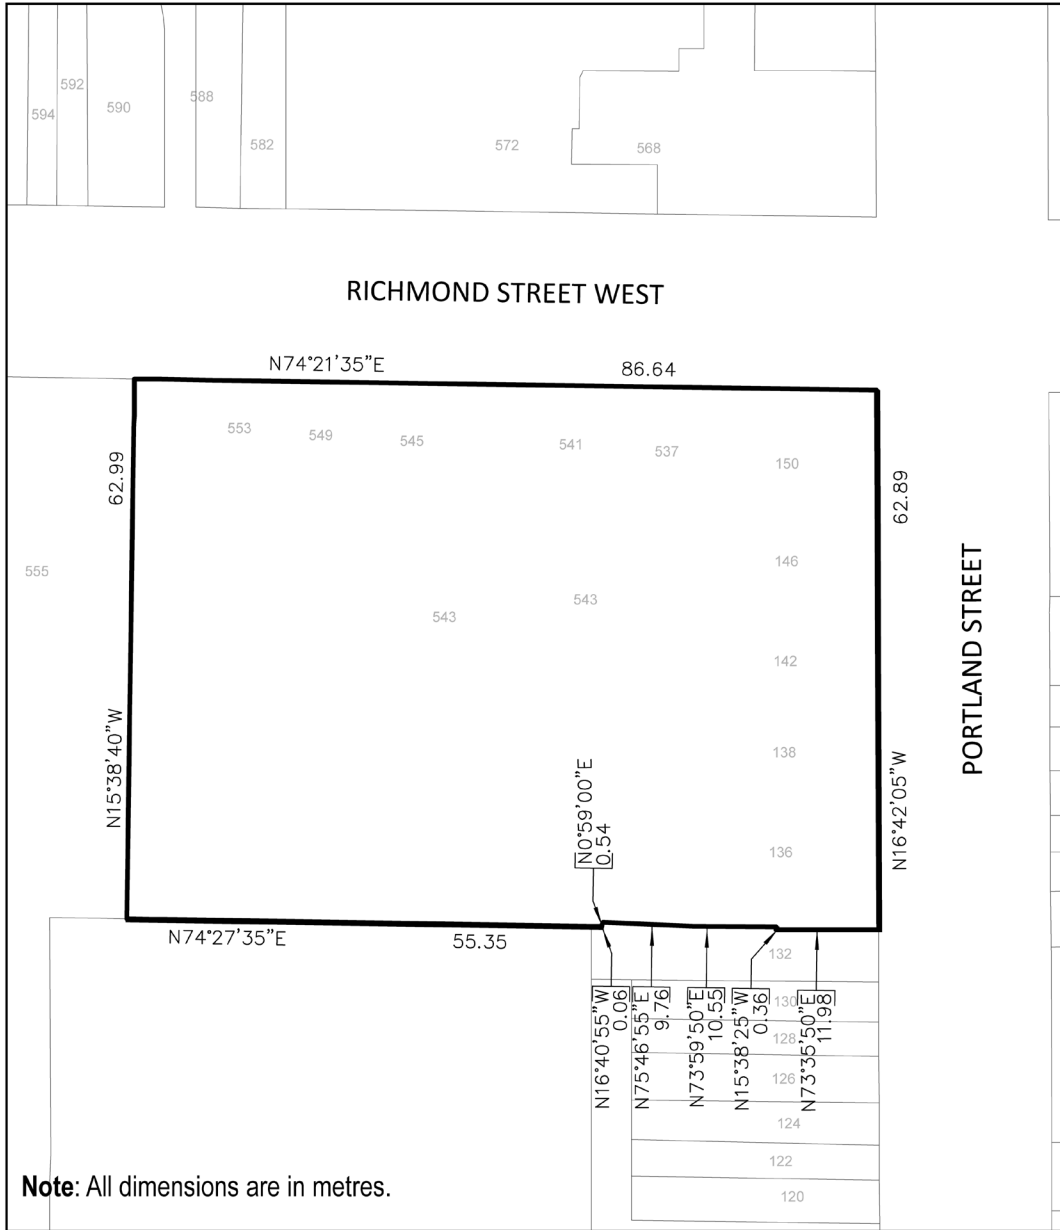 592
594
590
588
582
572
568
RICHMOND STREET WEST
N74°21'35"E
86.64
553
549
545
541
537
150
62.99
62.89
555
146
543
543
142
PORTLAND STREET
N15°38'40"W
138
N16°42'05"W
N0°59'00"E
0.54
136
N74°27'35"E
55.35
132
N16°40'55"W
0.06
N75°46'55"E
9.76
N73°59'50"E
10.55
N15°38'25"W
0.36
N73°35'50"E
11.98
130
128
126
124
122
120
Note: All dimensions are in metres.